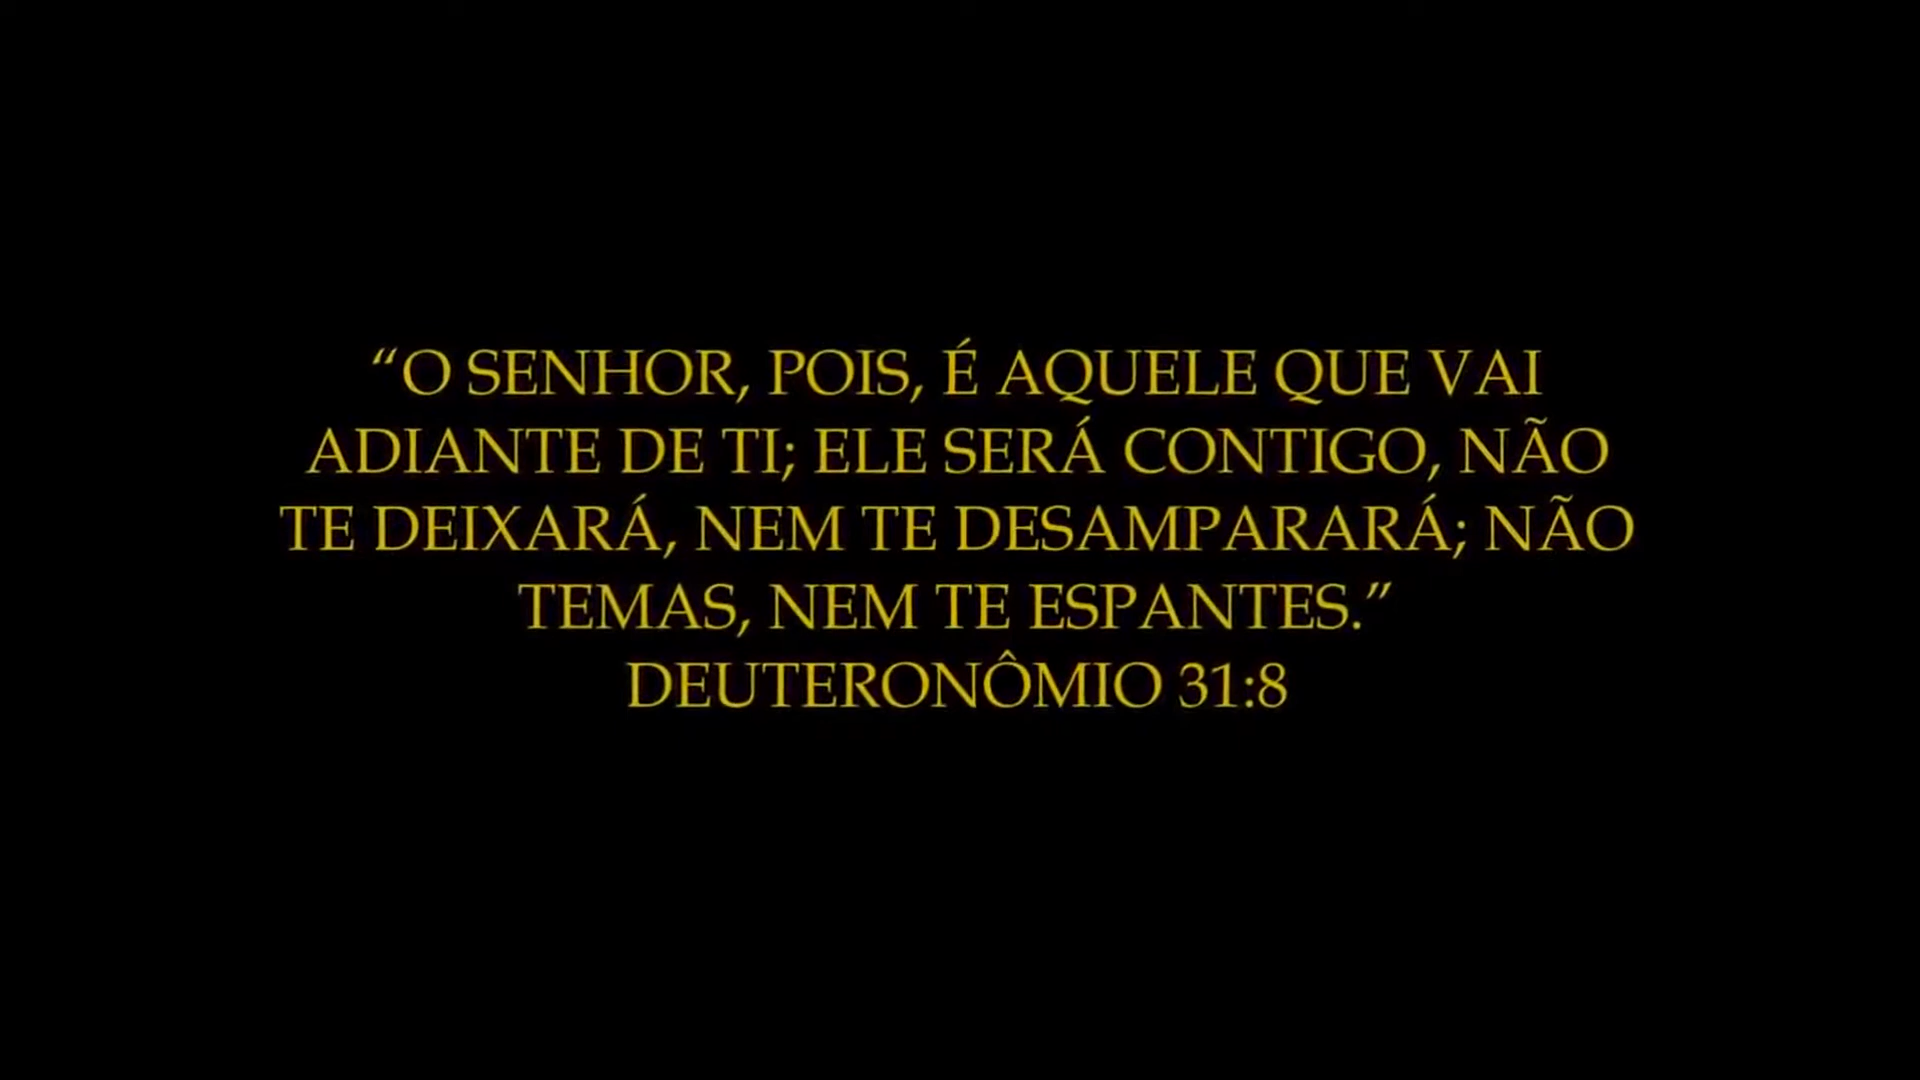 “O SENHOR, POIS, É AQUELE QUE VAI
ADIANTE DE TI; ELE SERÁ CONTIGO, NÃO
TE DEIXARÁ, NEM TE DESAMPARARÁ; NÃO
TEMAS, NEM TE ESPANTES.”
DEUTERONÔMIO 31:8